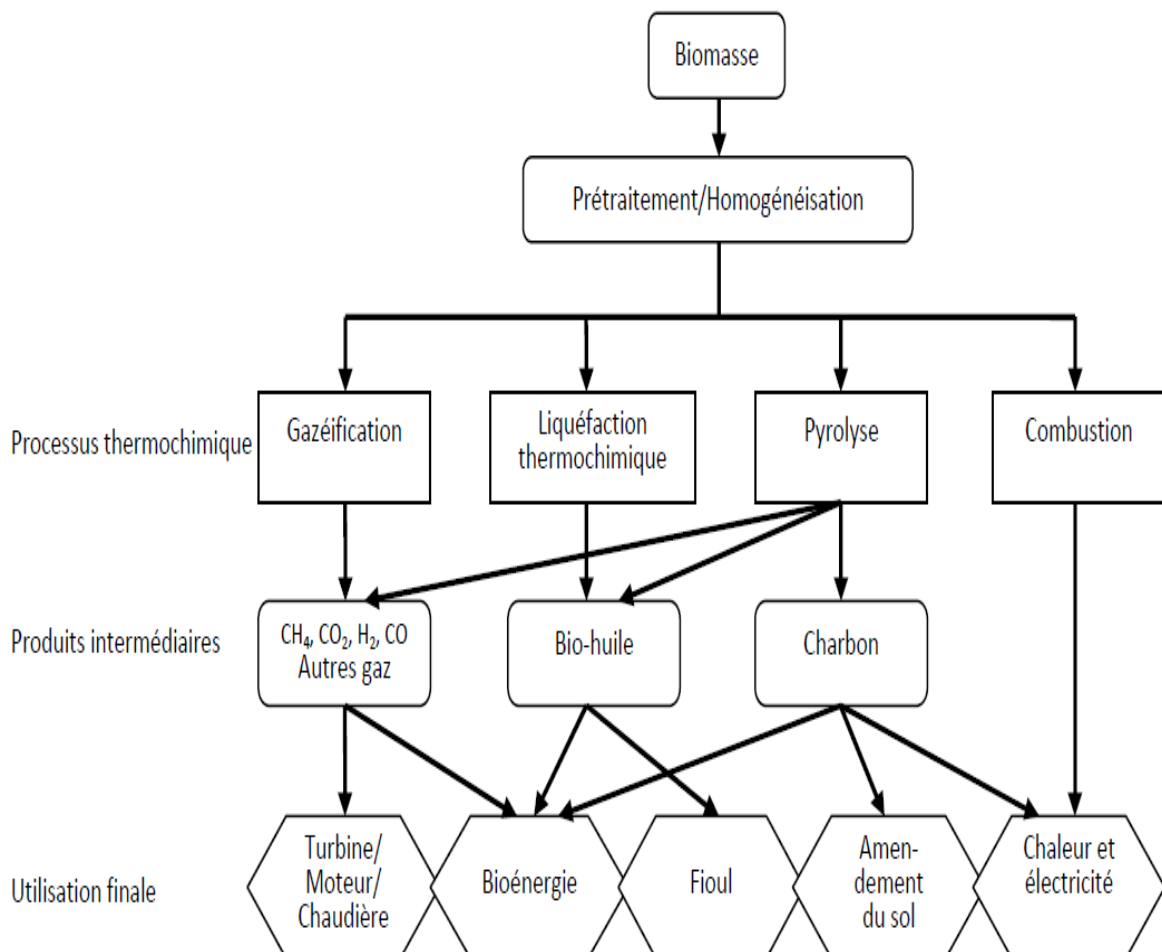 Biomasse
Prétraitement/Homogénéisation
Processus thermochimique
Gazéification
Liquéfaction
thermochimique
Pyrolyse
Combustion
Produits intermédiaires
CH₄, CO₂, H₂, CO
Autres gaz
Bio-huile
Charbon
Utilisation finale
Turbine/
Moteur/
Chaudière
Bioénergie
Fioul
Amen-
dement
du sol
Chaleur et
électricité